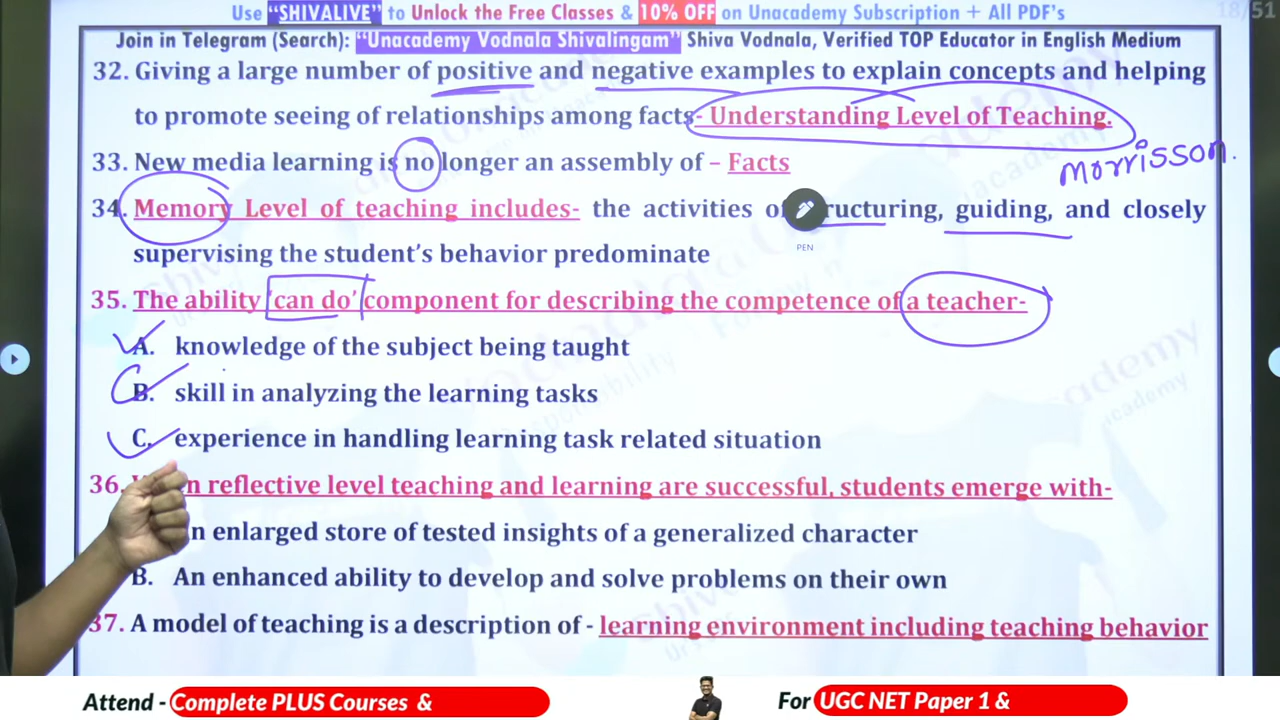 Use "SHIVALIVE" to Unlock the Free Classes & 10% OFF on Unacademy Subscription + All PDF's
18/51
Join in Telegram (Search): "Unacademy Vodnala Shivalingam" Shiva Vodnala, Verified TOP Educator in English Medium
32. Giving a large number of positive and negative examples to explain concepts and helping
to promote seeing of relationships among facts- Understanding Level of Teaching.
Morrisson.
33. New media learning is no longer an assembly of – Facts
34. Memory Level of teaching includes- the activities of ructuring, guiding, and closely
PEN
supervising the student's behavior predominate
35. The ability 'can do' component for describing the competence of a teacher-
A. knowledge of the subject being taught
B. skill in analyzing the learning tasks
C. experience in handling learning task related situation
36. reflective level teaching and learning are successful, students emerge with-
n enlarged store of tested insights of a generalized character
B. An enhanced ability to develop and solve problems on their own
37. A model of teaching is a description of - learning environment including teaching behavior
Attend - Complete PLUS Courses &
For UGC NET Paper 1 &